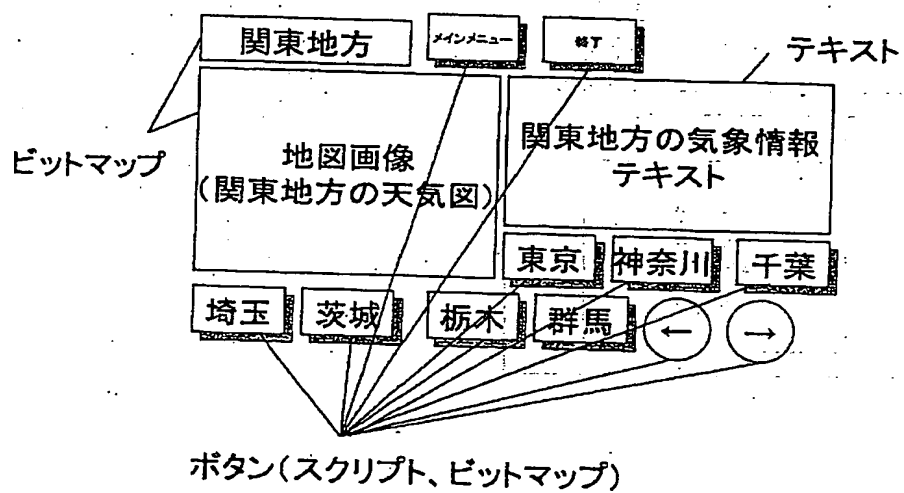 関東地方
メインメニュー
終了
テキスト
ビットマップ
地図画像
(関東地方の天気図)
関東地方の気象情報
テキスト
東京
神奈川
千葉
埼玉
茨城
栃木
群馬
←
→
ボタン(スクリプト、ビットマップ)